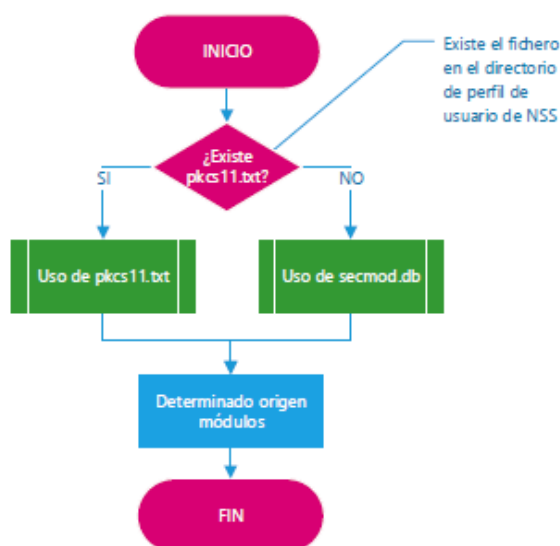 INICIO
Existe el fichero
en el directorio
de perfil de
usuario de NSS
¿Existe
pkcs11.txt?
SI
NO
Uso de pkcs11.txt
Uso de secmod.db
Determinado origen
módulos
FIN